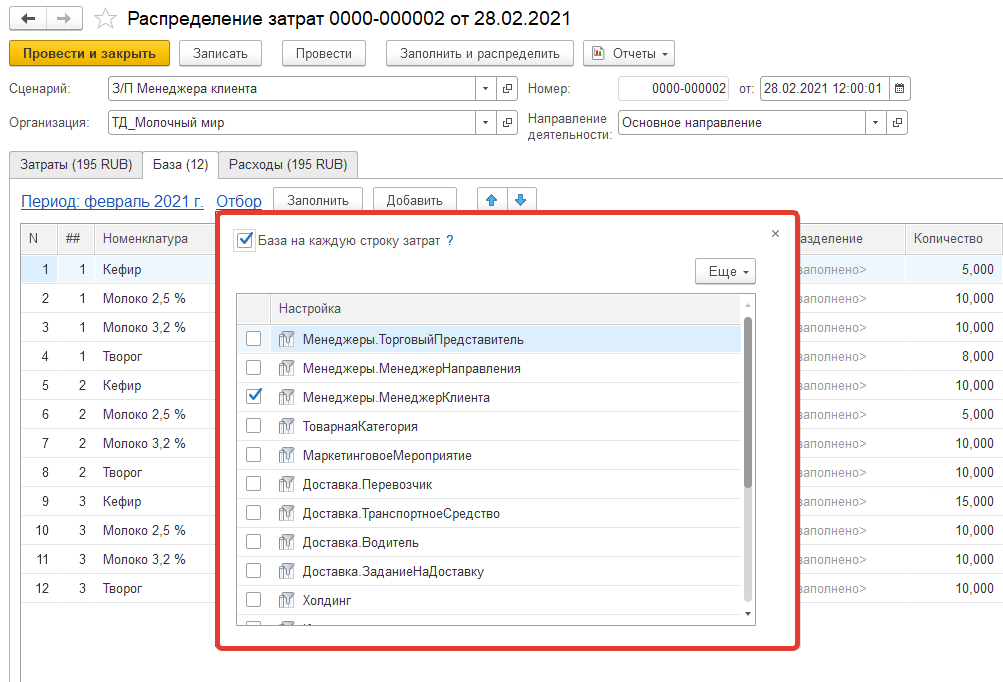 Распределение затрат 0000-000002 от 28.02.2021
Провести и закрыть Записать Провести Заполнить и распределить Отчеты
Сценарий: З/П Менеджера клиента Номер: 0000-000002 от: 28.02.2021 12:00:01
Организация: ТД_Молочный мир Направление деятельности: Основное направление
Затраты (195 RUB) База (12) Расходы (195 RUB)
Период: февраль 2021 г. Отбор Заполнить Добавить
N ## Номенклатура азделение Количество
1 1 Кефир заполнено> 5,000
2 1 Молоко 2,5 % заполнено> 10,000
3 1 Молоко 3,2 % заполнено> 10,000
4 1 Творог заполнено> 8,000
5 2 Кефир заполнено> 10,000
6 2 Молоко 2,5 % заполнено> 5,000
7 2 Молоко 3,2 % заполнено> 10,000
8 2 Творог заполнено> 10,000
9 3 Кефир заполнено> 15,000
10 3 Молоко 2,5 % заполнено> 10,000
11 3 Молоко 3,2 % заполнено> 10,000
12 3 Творог заполнено> 10,000
База на каждую строку затрат ?
Еще
Настройка
Менеджеры.ТорговыйПредставитель
Менеджеры.МенеджерНаправления
Менеджеры.МенеджерКлиента
ТоварнаяКатегория
МаркетинговоеМероприятие
Доставка.Перевозчик
Доставка.ТранспортноеСредство
Доставка.Водитель
Доставка.ЗаданиеНаДоставку
Холдинг